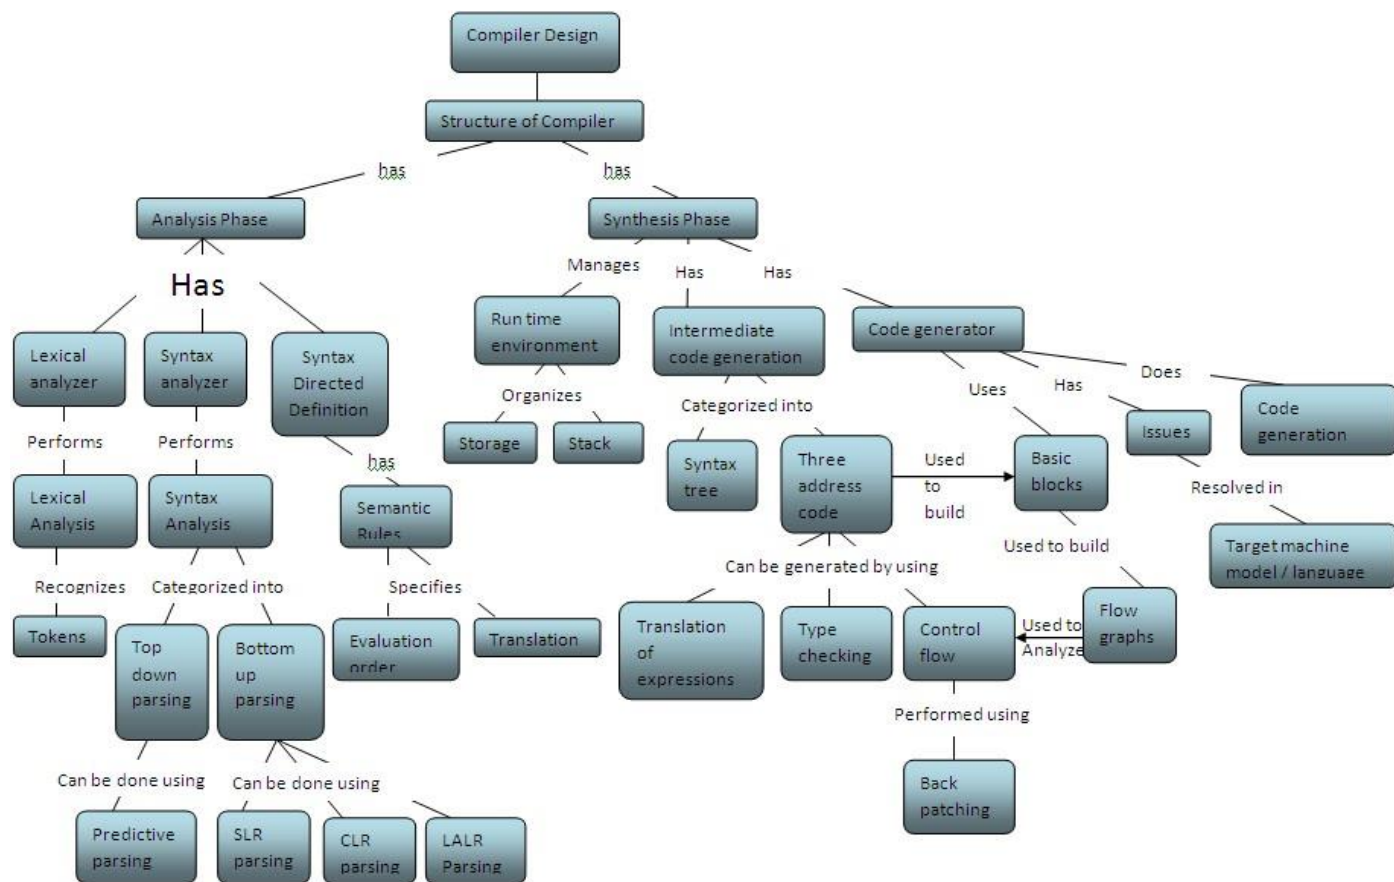 Compiler Design
Structure of Compiler
has
has
Analysis Phase
Synthesis Phase
Has
Manages
Has
Has
Lexical
analyzer
Syntax
analyzer
Syntax
Directed
Definition
Run time
environment
Intermediate
code generation
Code generator
Performs
Performs
has
Organizes
Categorized into
Uses
Has
Does
Storage
Stack
Syntax
tree
Three
address
code
Used
to
build
Basic
blocks
Issues
Code
generation
Lexical
Analysis
Syntax
Analysis
Semantic
Rules
Resolved in
Recognizes
Categorized into
Specifies
Can be generated by using
Used to build
Target machine
model / language
Tokens
Top
down
parsing
Bottom
up
parsing
Evaluation
order
Translation
Translation
of
expressions
Type
checking
Control
flow
Used to
Analyze
Flow
graphs
Can be done using
Can be done using
Performed using
Predictive
parsing
SLR
parsing
CLR
parsing
LALR
Parsing
Back
patching